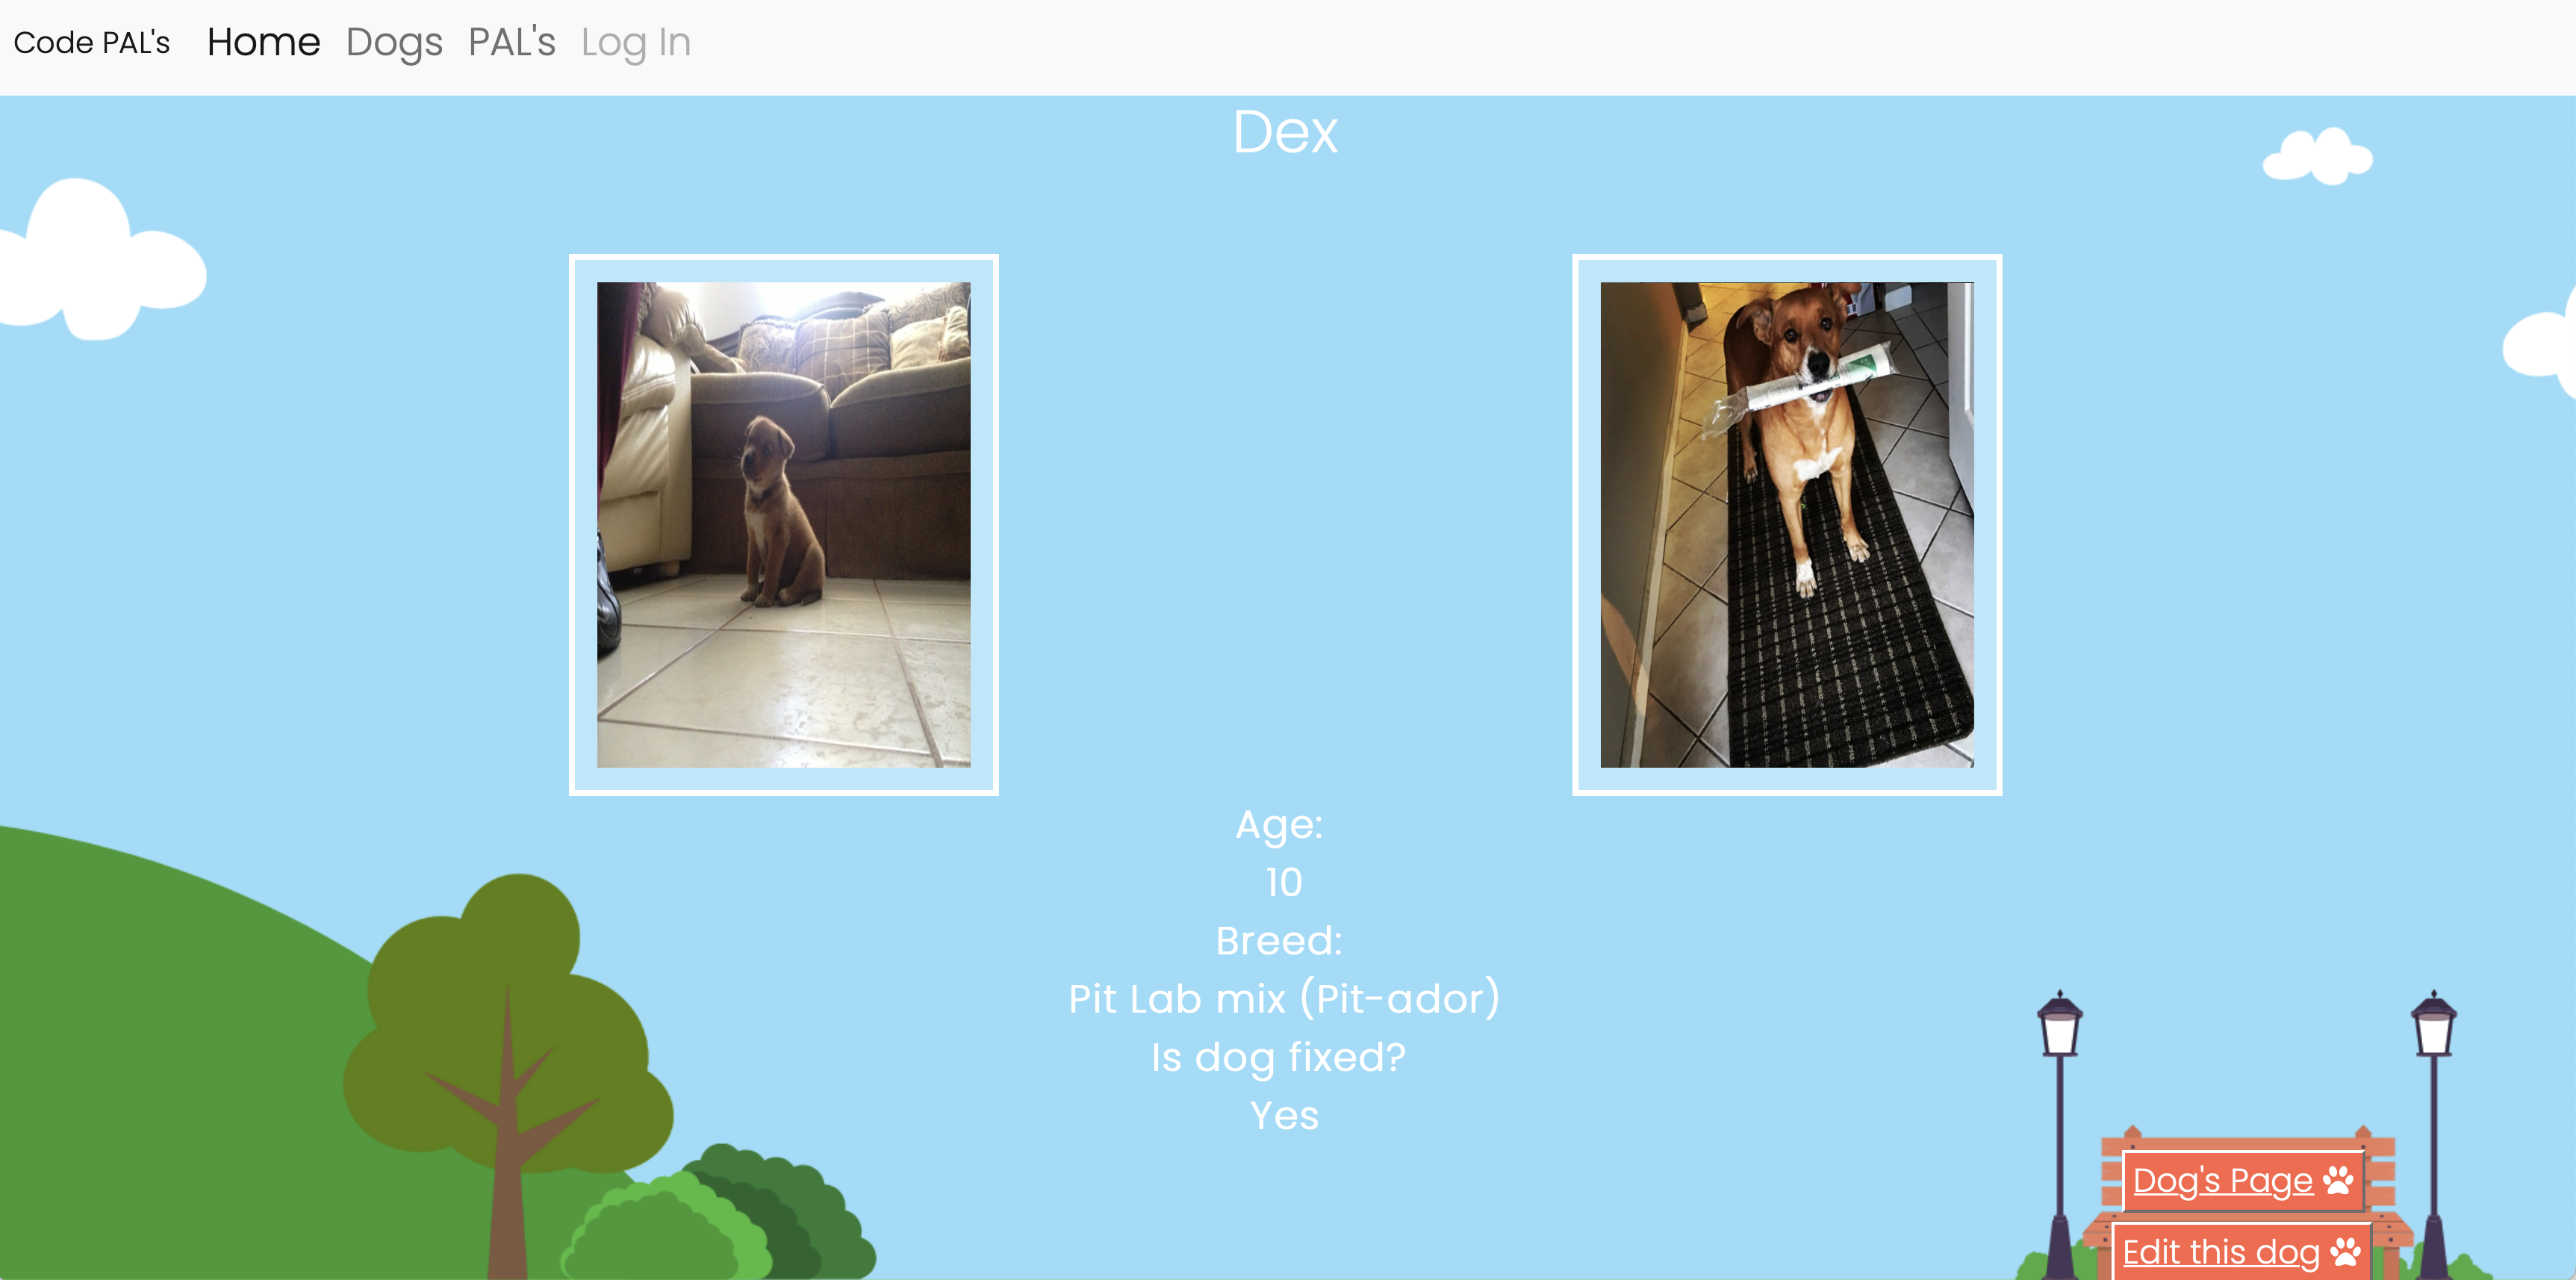 Code PAL's Home Dogs PAL's Log In
Dex
Age:
10
Breed:
Pit Lab mix (Pit-ador)
Is dog fixed?
Yes
Dog's Page
Edit this dog